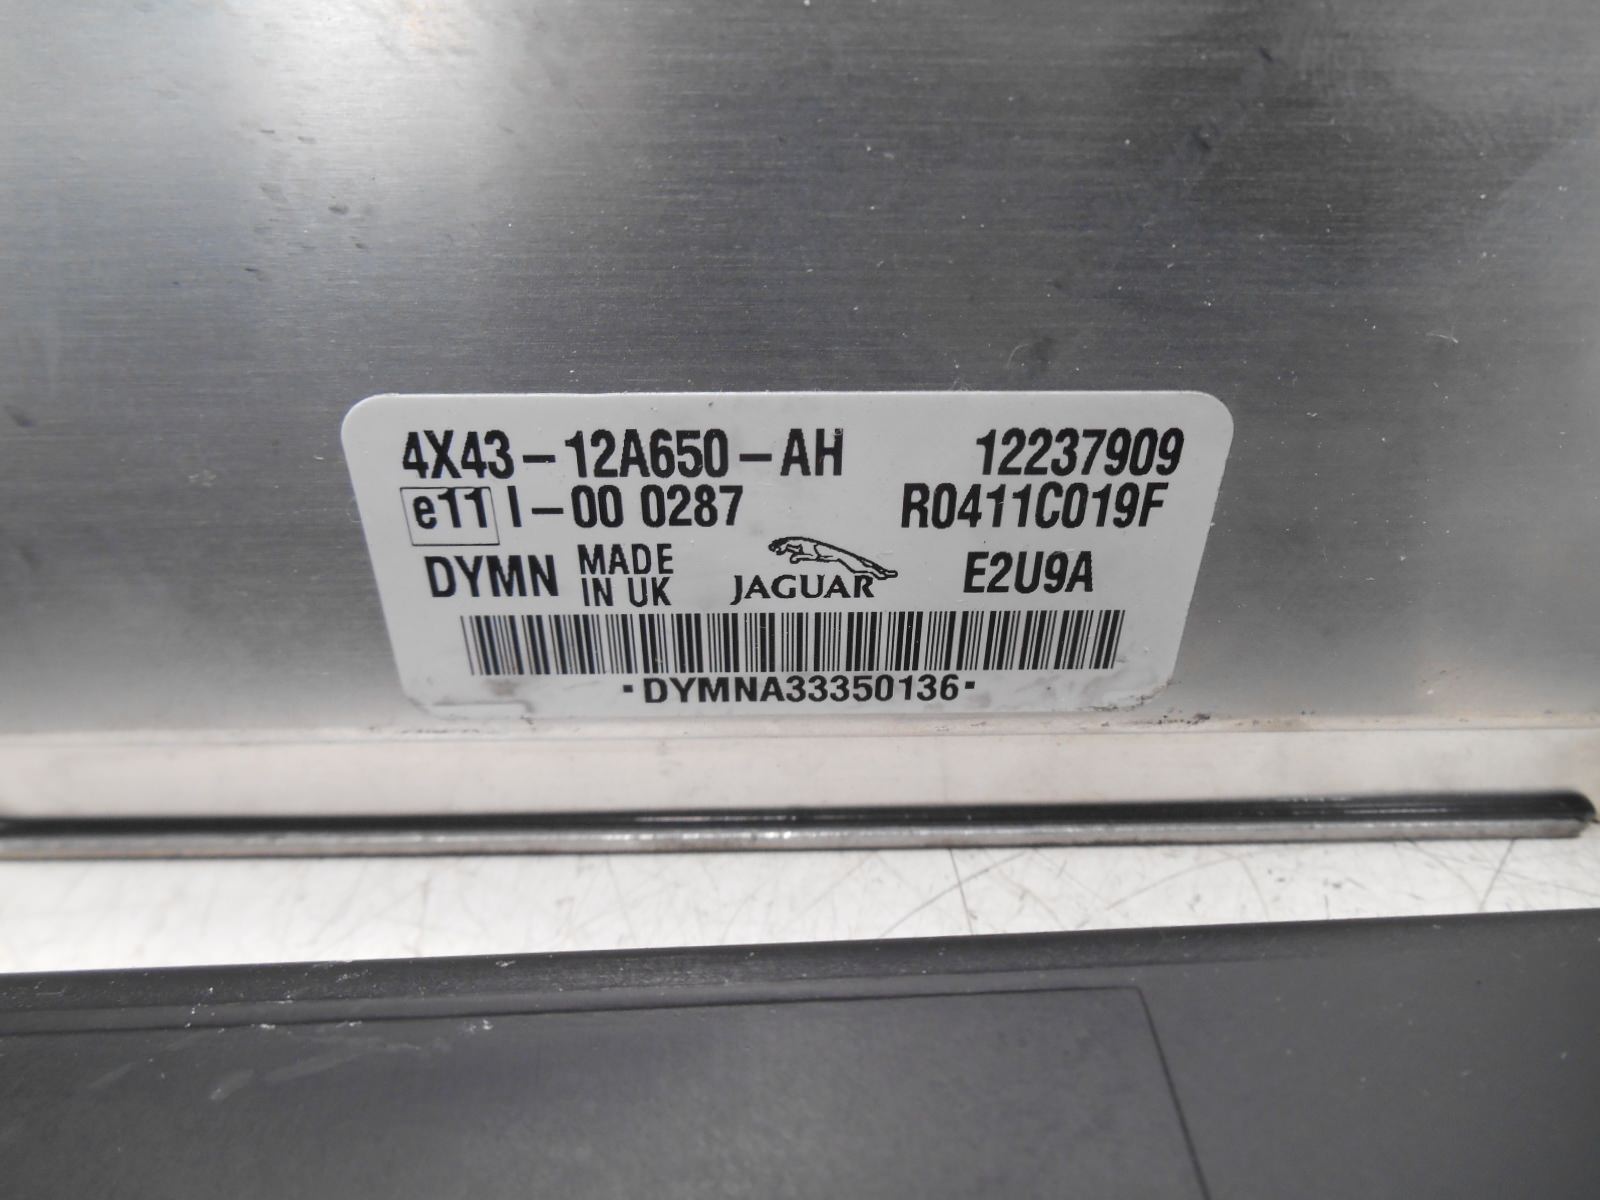 4X43-12A650-AH 12237909
e11 I-00 0287 R0411C019F
DYMN MADE IN UK JAGUAR E2U9A
·DYMNA33350136·